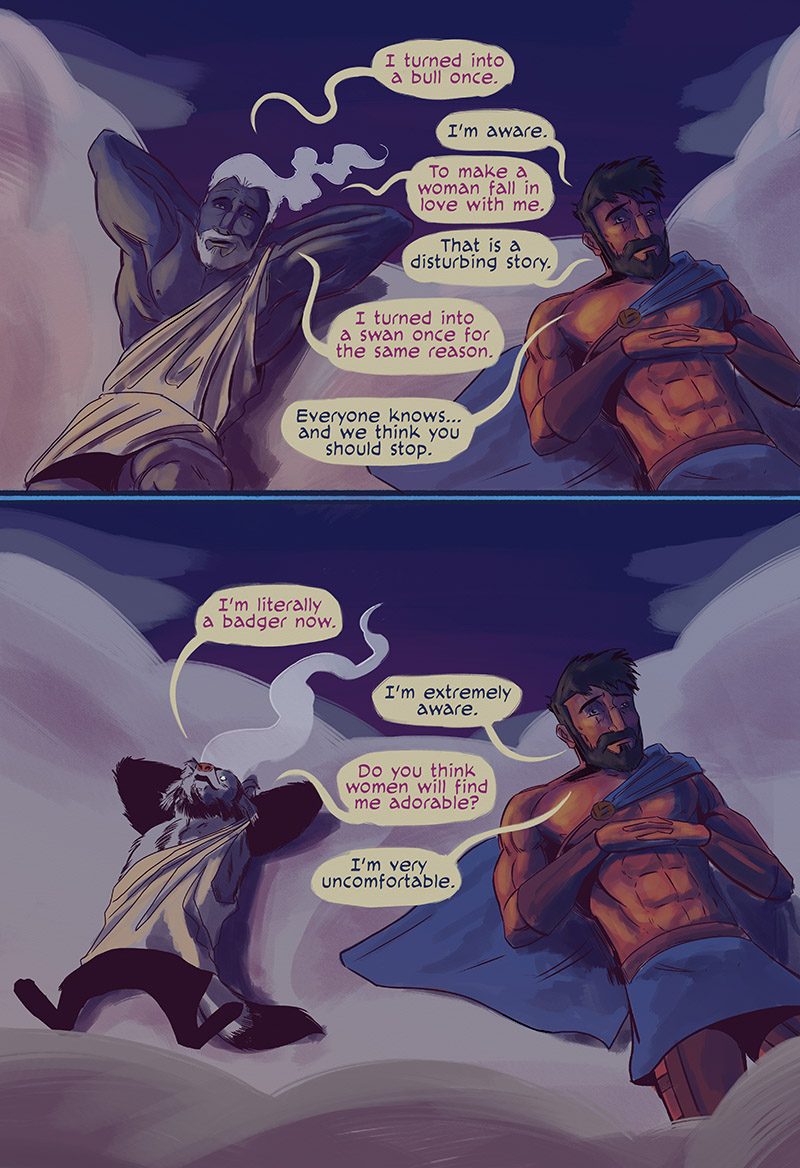 I turned into
a bull once.
I'm aware.
To make a
woman fall in
love with me.
That is a
disturbing story.
I turned into
a swan once for
the same reason.
Everyone knows...
and we think you
should stop.
I'm literally
a badger now.
I'm extremely
aware.
Do you think
women will find
me adorable?
I'm very
uncomfortable.